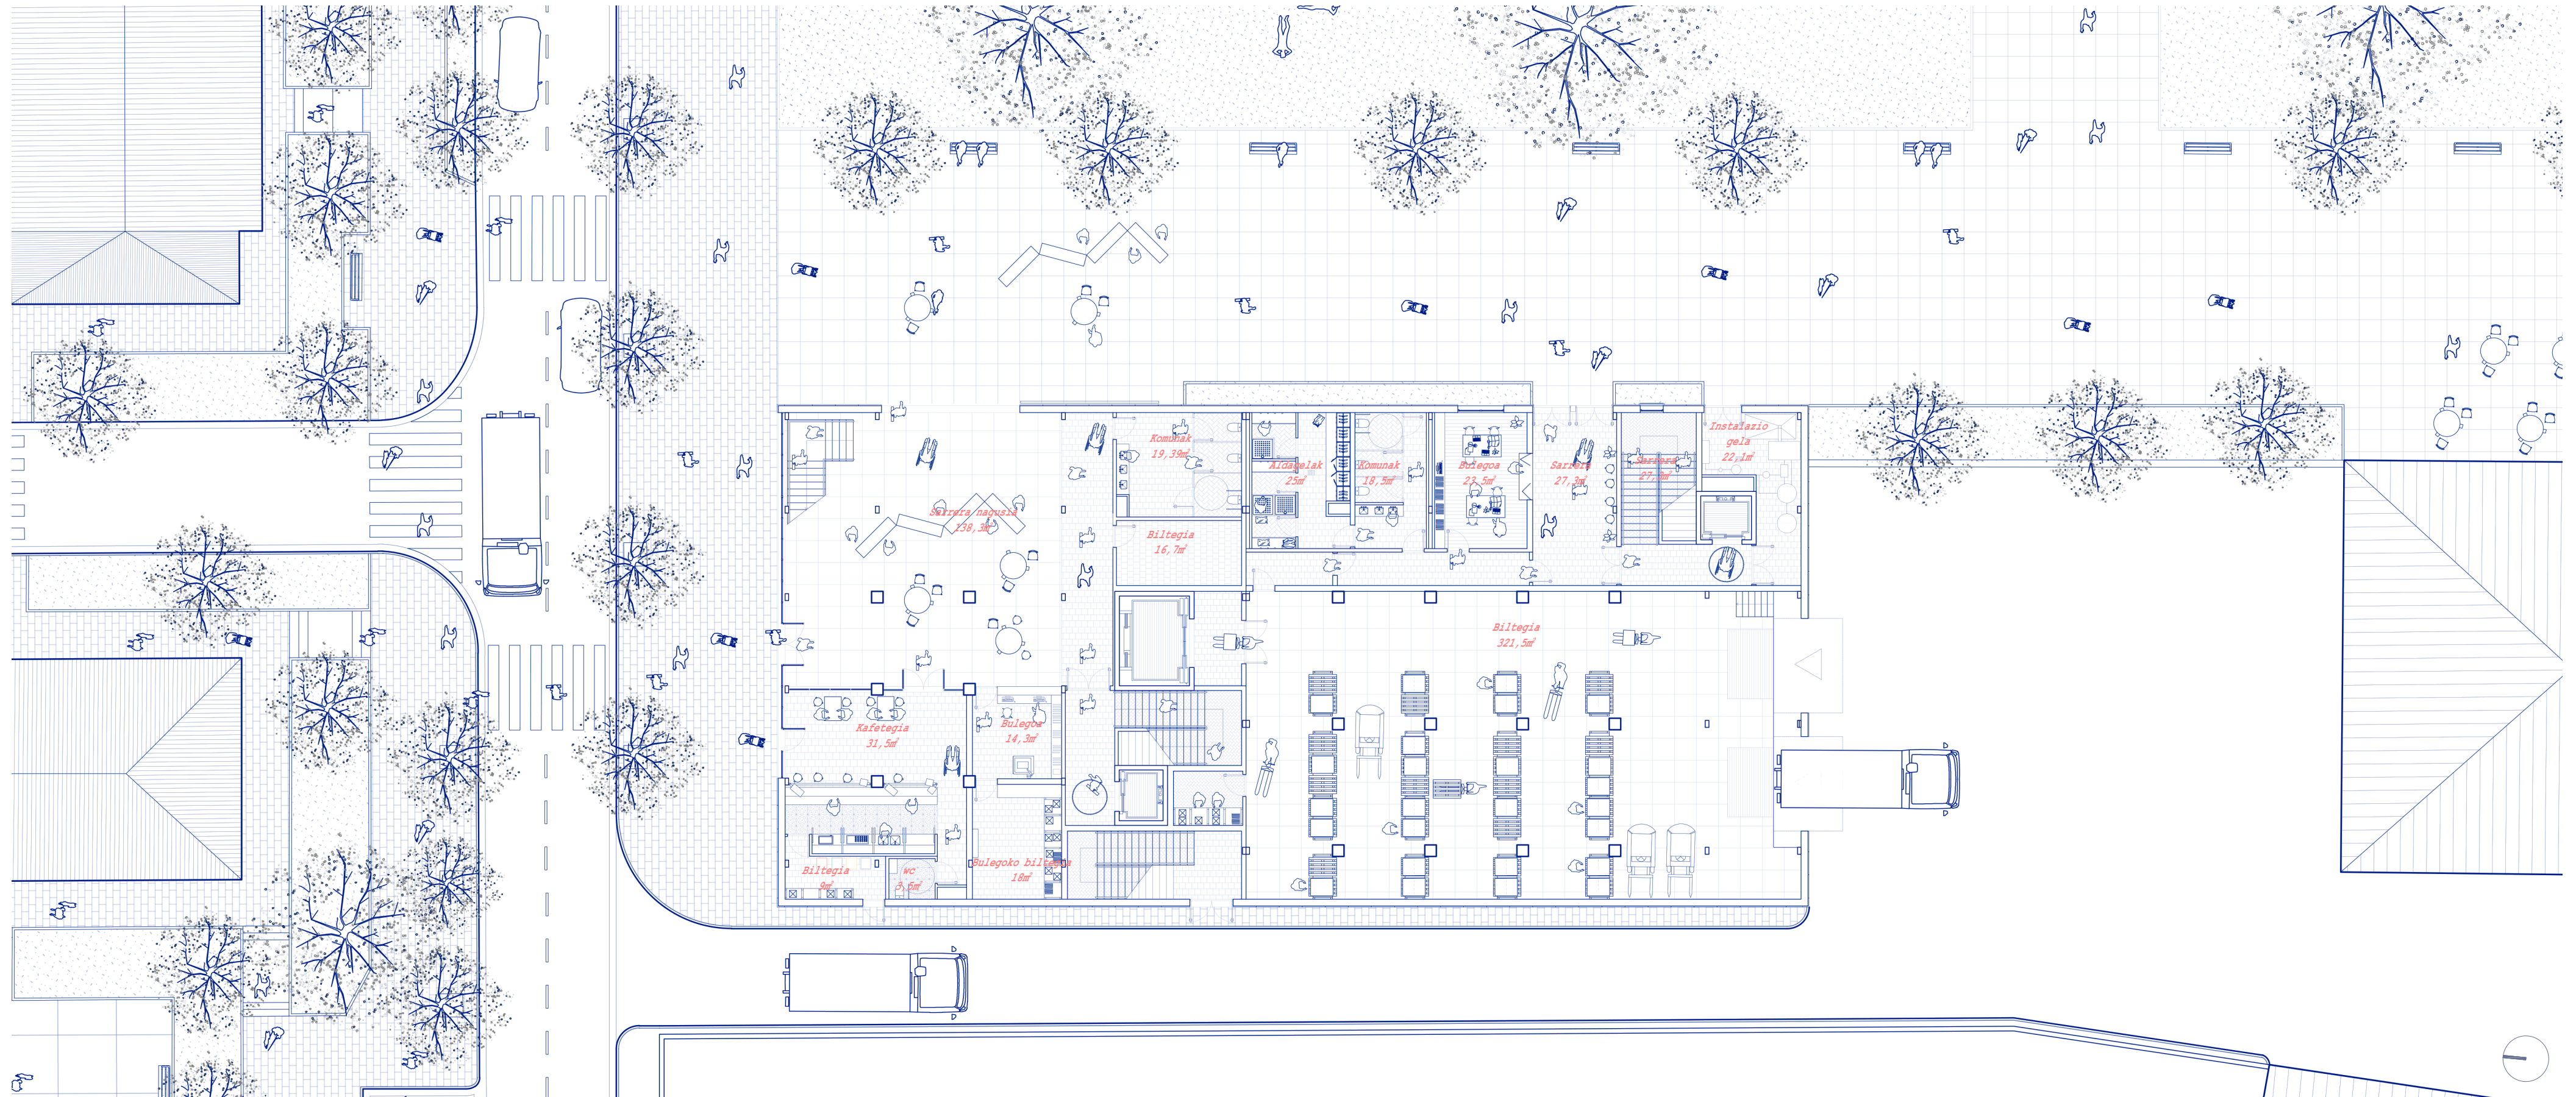 Komunak
19,39m²
Aldagelak
25m²
Komunak
18,5m²
Bulegoa
23,5m²
Sarrera
27,3m²
Sarrera
Instalazio
gela
22,1m²
Sarrera nagusia
138,3m²
Biltegia
16,7m²
Biltegia
321,5m²
Kafetegia
31,5m²
Bulegoa
14,3m²
Biltegia
9m²
wc
3,6m²
Bulegoko biltegia
18m²